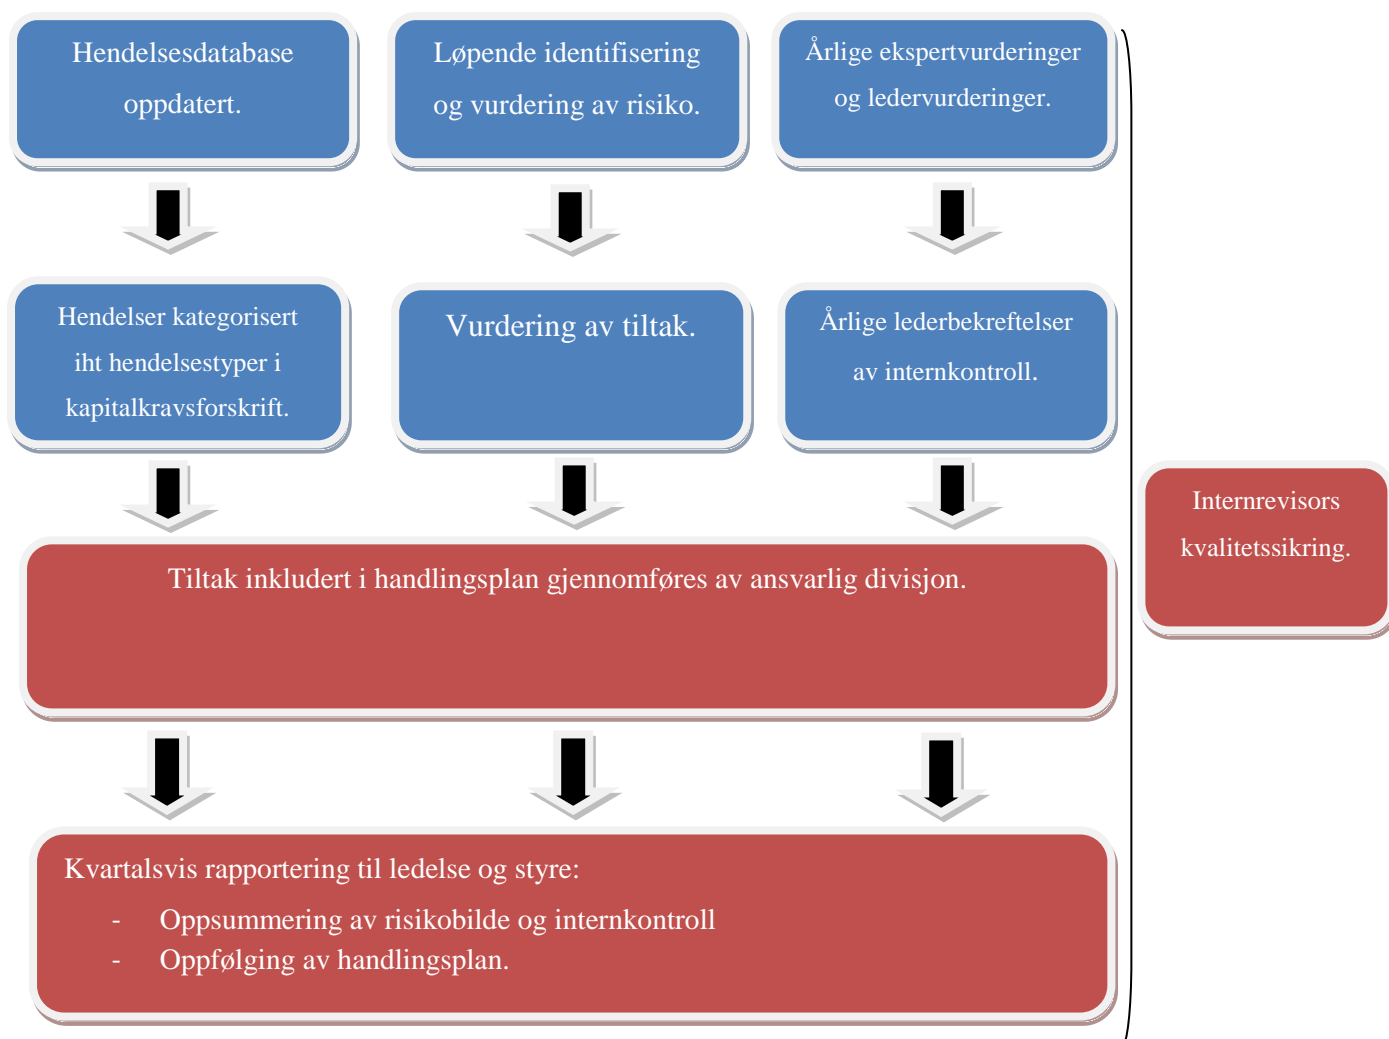 Hendelsesdatabase
oppdatert.
Løpende identifisering
og vurdering av risiko.
Årlige ekspertvurderinger
og ledervurderinger.
Hendelser kategorisert
iht hendelsestyper i
kapitalkravsforskrift.
Vurdering av tiltak.
Årlige lederbekreftelser
av internkontroll.
Internrevisors
kvalitetssikring.
Tiltak inkludert i handlingsplan gjennomføres av ansvarlig divisjon.
Kvartalsvis rapportering til ledelse og styre:
- Oppsummering av risikobilde og internkontroll
- Oppfølging av handlingsplan.